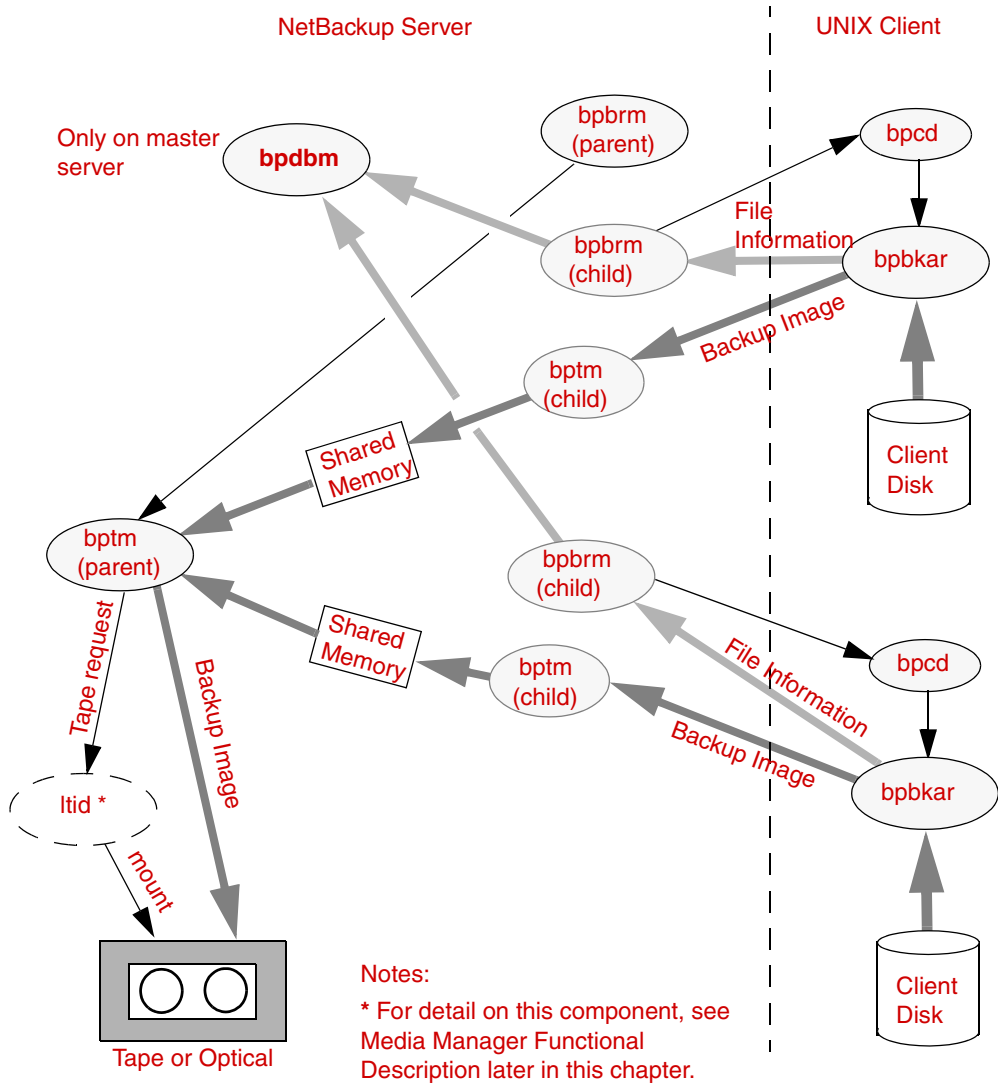 NetBackup Server
UNIX Client
Only on master
server
bpdbm
bpbrm
(parent)
bpcd
bpbrm
(child)
File
Information
bpbkar
Backup Image
bptm
(child)
Shared
Memory
Client
Disk
bptm
(parent)
bpbrm
(child)
Shared
Memory
bptm
(child)
File Information
bpcd
Backup Image
bpbkar
Tape request
Backup Image
ltid *
mount
Client
Disk
Tape or Optical
Notes:
* For detail on this component, see
Media Manager Functional
Description later in this chapter.